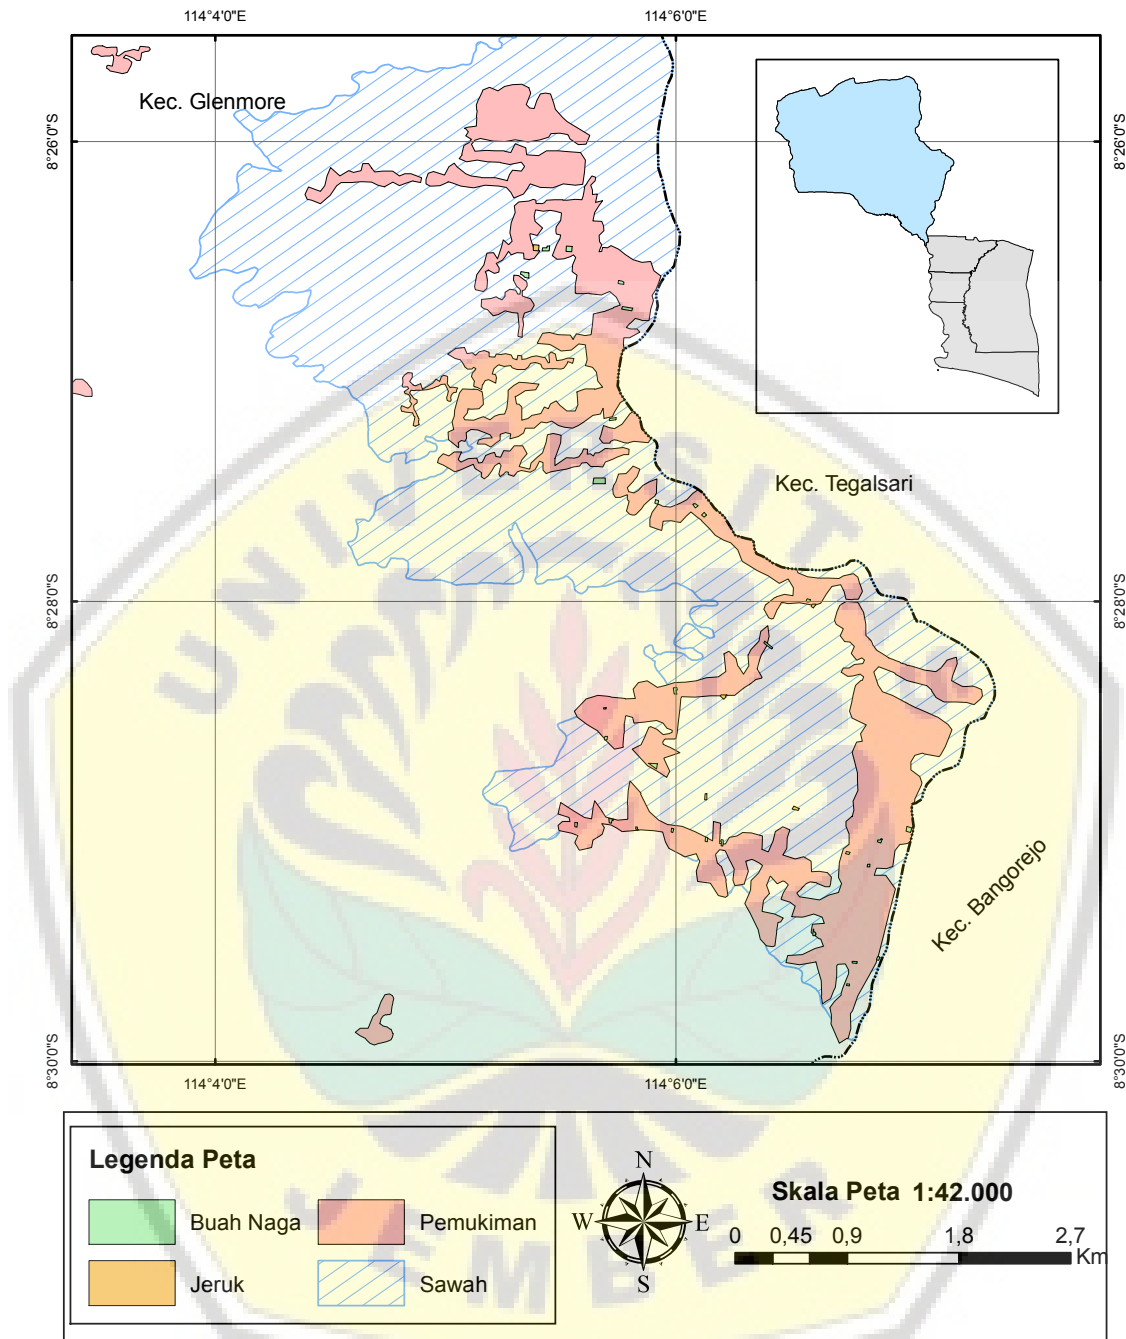 114°4'0"E
114°6'0"E
Kec. Glenmore
8°26'0"S
8°26'0"S
Kec. Tegalsari
UNIVERSITAS
8°28'0"S
8°28'0"S
Kec. Bangorejo
8°30'0"S
8°30'0"S
114°4'0"E
114°6'0"E
Legenda Peta
Buah Naga
Pemukiman
Jeruk
Sawah
N
W
E
S
Skala Peta 1:42.000
0 0,45 0,9 1,8 2,7
Km
JEMBER